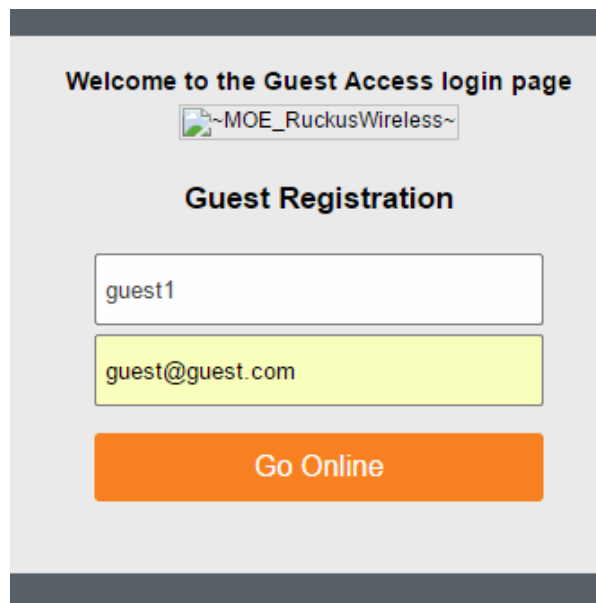 Welcome to the Guest Access login page
~MOE_RuckusWireless~
Guest Registration
guest1
guest@guest.com
Go Online